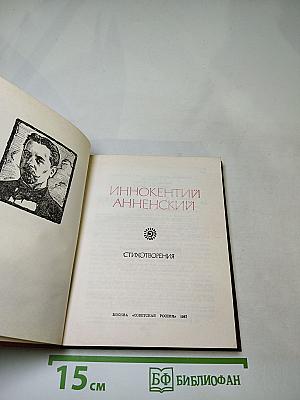 ИННОКЕНТИЙ
АННЕНСКИЙ
СТИХОТВОРЕНИЯ
МОСКВА «СОВЕТСКАЯ РОССИЯ» 1987
15 см
БФ БИБЛИОФАН